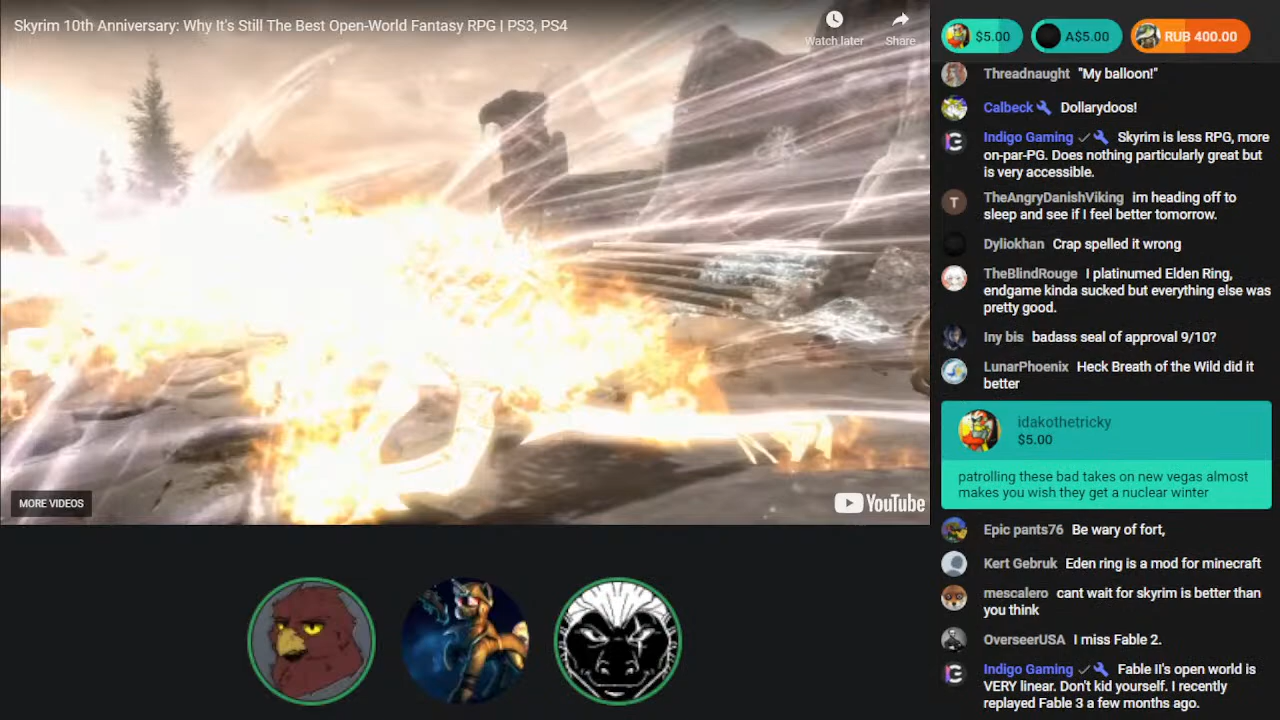 Skyrim 10th Anniversary: Why It's Still The Best Open-World Fantasy RPG | PS3, PS4
Watch later
Share
MORE VIDEOS
YouTube
$5.00
A$5.00
RUB 400.00
Threadnaught "My balloon!"
Calbeck Dollarydoos!
Indigo Gaming Skyrim is less RPG, more
on-par-PG. Does nothing particularly great but
is very accessible.
T
TheAngryDanishViking im heading off to
sleep and see if I feel better tomorrow.
Dyliokhan Crap spelled it wrong
TheBlindRouge I platinumed Elden Ring,
endgame kinda sucked but everything else was
pretty good.
Iny bis badass seal of approval 9/10?
LunarPhoenix Heck Breath of the Wild did it
better
idakothetricky
$5.00
patrolling these bad takes on new vegas almost
makes you wish they get a nuclear winter
Epic pants76 Be wary of fort,
Kert Gebruk Eden ring is a mod for minecraft
mescalero cant wait for skyrim is better than
you think
OverseerUSA I miss Fable 2.
Indigo Gaming Fable II's open world is
VERY linear. Don't kid yourself. I recently
replayed Fable 3 a few months ago.